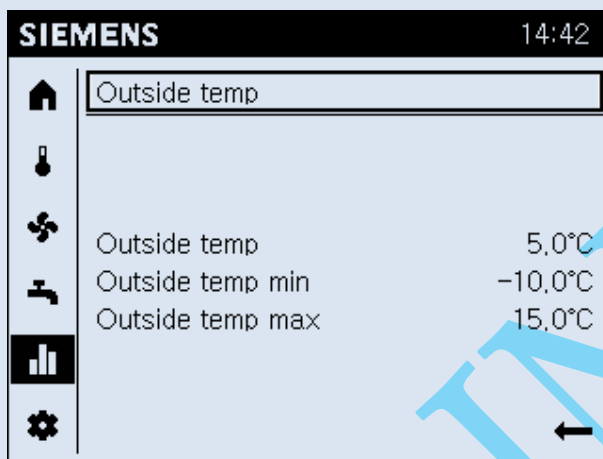 SIEMENS 14:42
Outside temp
Outside temp 5,0°C
Outside temp min -10,0°C
Outside temp max 15,0°C